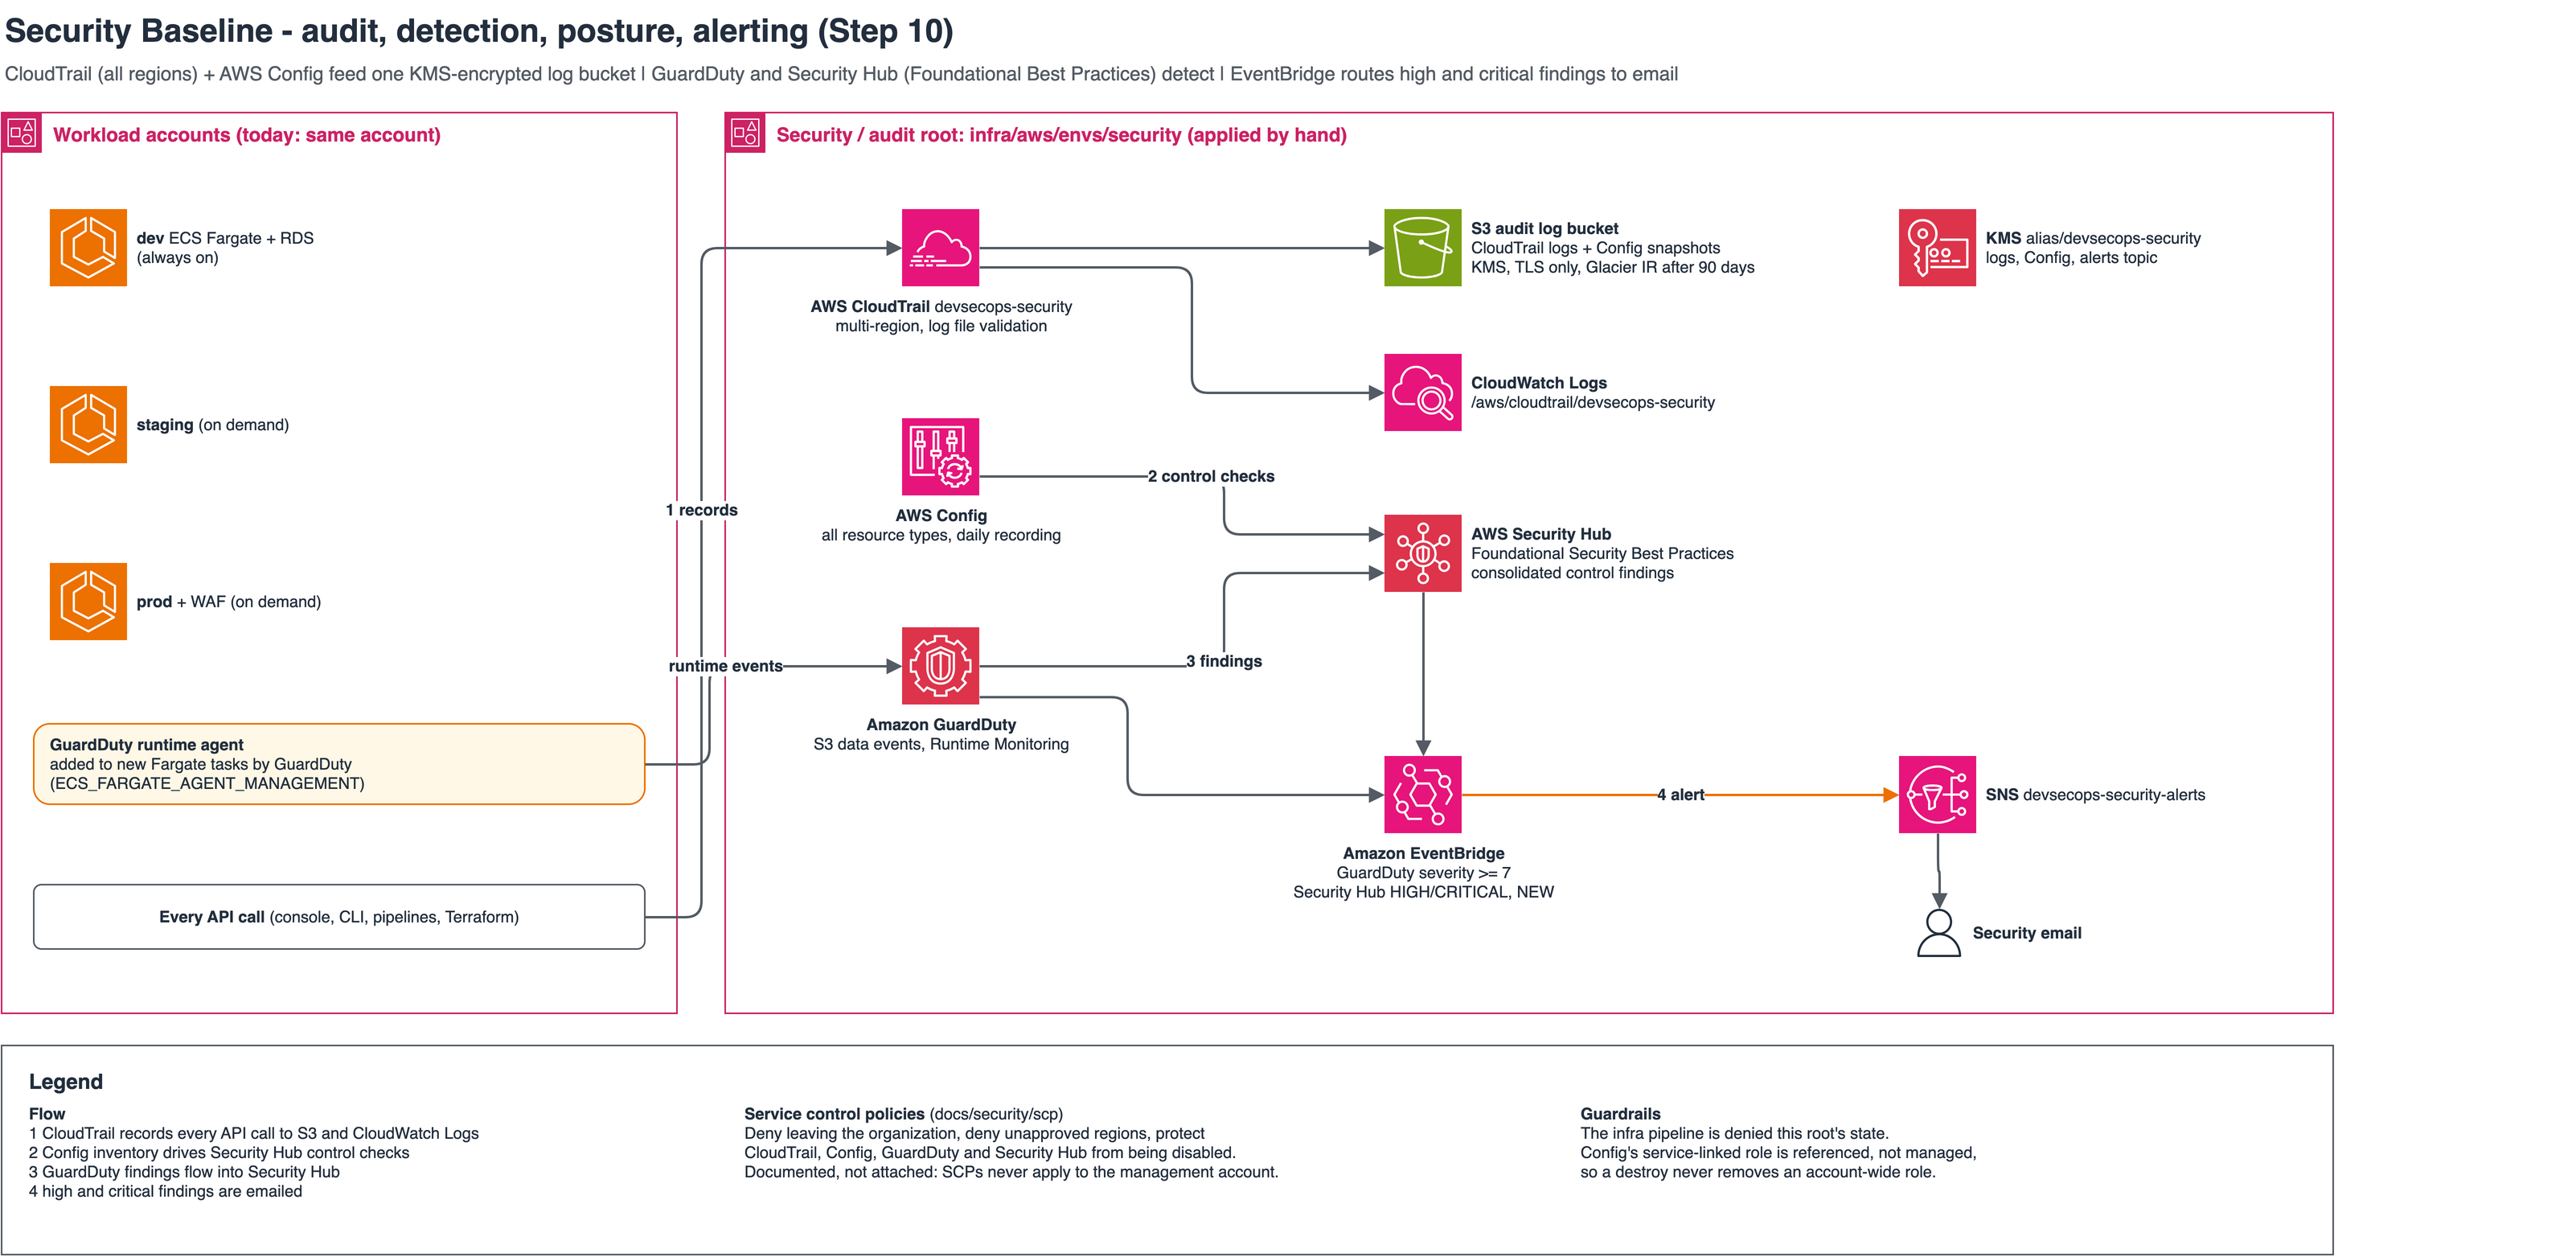 Security Baseline - audit, detection, posture, alerting (Step 10)
CloudTrail (all regions) + AWS Config feed one KMS-encrypted log bucket | GuardDuty and Security Hub (Foundational Best Practices) detect | EventBridge routes high and critical findings to email
Workload accounts (today: same account)
dev ECS Fargate + RDS
(always on)
staging (on demand)
prod + WAF (on demand)
GuardDuty runtime agent
added to new Fargate tasks by GuardDuty
(ECS_FARGATE_AGENT_MANAGEMENT)
Every API call (console, CLI, pipelines, Terraform)
1 records
runtime events
Security / audit root: infra/aws/envs/security (applied by hand)
AWS CloudTrail devsecops-security
multi-region, log file validation
S3 audit log bucket
CloudTrail logs + Config snapshots
KMS, TLS only, Glacier IR after 90 days
KMS alias/devsecops-security
logs, Config, alerts topic
CloudWatch Logs
/aws/cloudtrail/devsecops-security
2 control checks
AWS Config
all resource types, daily recording
AWS Security Hub
Foundational Security Best Practices
consolidated control findings
3 findings
Amazon GuardDuty
S3 data events, Runtime Monitoring
4 alert
SNS devsecops-security-alerts
Amazon EventBridge
GuardDuty severity >= 7
Security Hub HIGH/CRITICAL, NEW
Security email
Legend
Flow
1 CloudTrail records every API call to S3 and CloudWatch Logs
2 Config inventory drives Security Hub control checks
3 GuardDuty findings flow into Security Hub
4 high and critical findings are emailed
Service control policies (docs/security/scp)
Deny leaving the organization, deny unapproved regions, protect
CloudTrail, Config, GuardDuty and Security Hub from being disabled.
Documented, not attached: SCPs never apply to the management account.
Guardrails
The infra pipeline is denied this root's state.
Config's service-linked role is referenced, not managed,
so a destroy never removes an account-wide role.